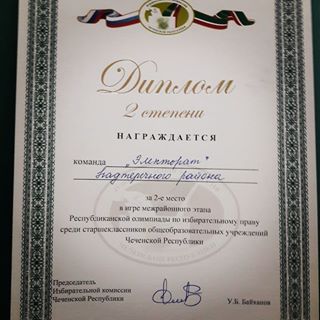 Диплом
2 степени
НАГРАЖДАЕТСЯ
команда „Электорат"
Надтеречного района
за 2-е место
в игре межрайонного этапа
Республиканской олимпиады по избирательному праву
среди старшеклассников общеобразовательных учреждений
Чеченской Республики
Председатель
Избирательной комиссии
Чеченской Республики
У.Б. Байханов